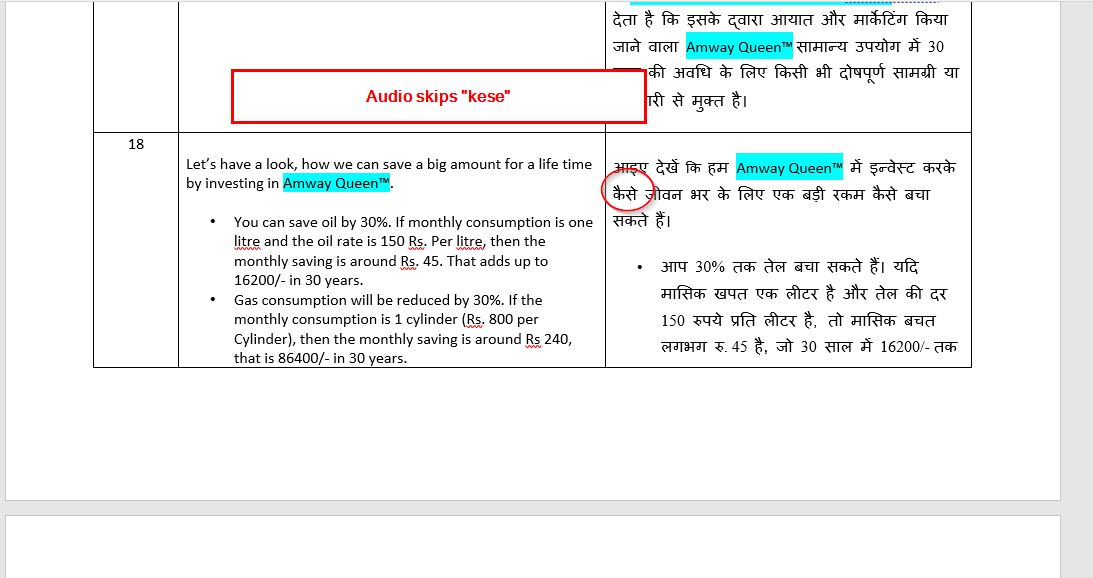 देता है कि इसके द्वारा आयात और मार्केटिंग किया
जाने वाला Amway Queen™ सामान्य उपयोग में 30
की अवधि के लिए किसी भी दोषपूर्ण सामग्री या
से मुक्त है।
Audio skips "kese"
18
Let's have a look, how we can save a big amount for a life time
by investing in Amway Queen™.
• You can save oil by 30%. If monthly consumption is one
litre and the oil rate is 150 Rs. Per litre, then the
monthly saving is around Rs. 45. That adds up to
16200/- in 30 years.
• Gas consumption will be reduced by 30%. If the
monthly consumption is 1 cylinder (Rs. 800 per
Cylinder), then the monthly saving is around Rs 240,
that is 86400/- in 30 years.
आइए देखें कि हम Amway Queen™ में इन्वेस्ट करके
कैसे जीवन भर के लिए एक बड़ी रकम कैसे बचा
सकते हैं।
• आप 30% तक तेल बचा सकते हैं। यदि
मासिक खपत एक लीटर है और तेल की दर
150 रुपये प्रति लीटर है, तो मासिक बचत
लगभग रु. 45 है, जो 30 साल में 16200/- तक